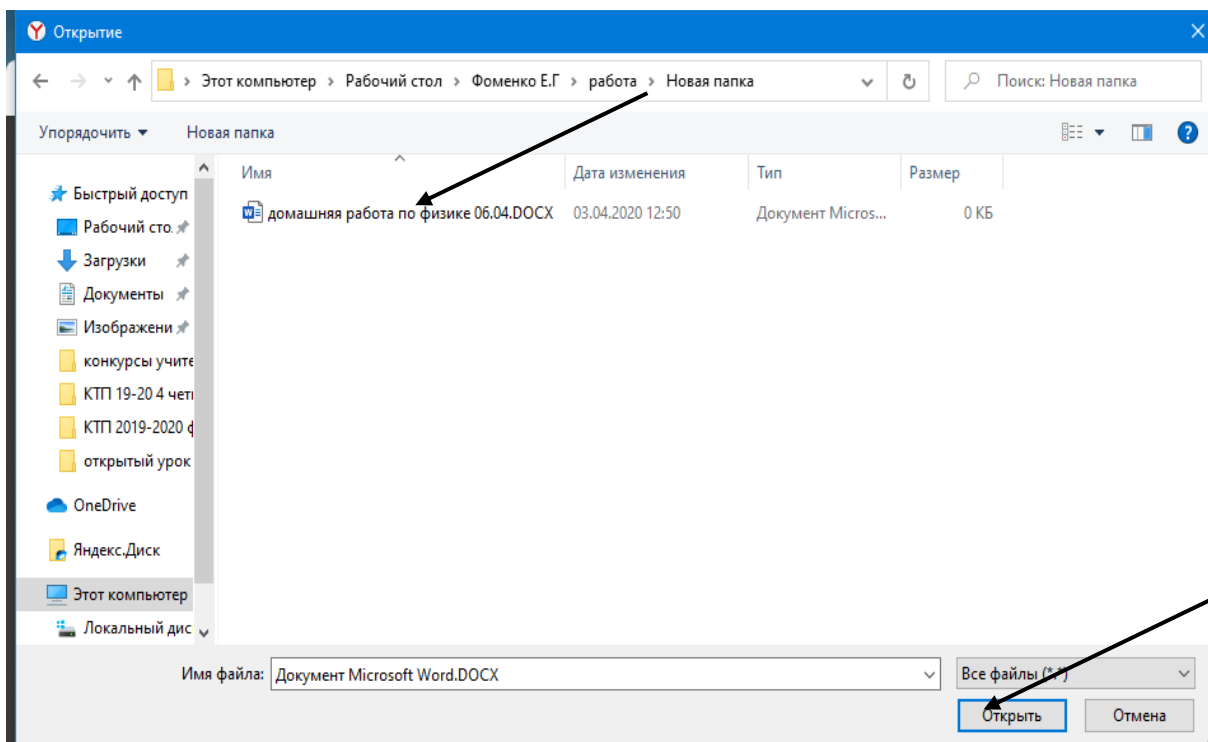 Открытие
Этот компьютер > Рабочий стол > Фоменко Е.Г > работа > Новая папка
Поиск: Новая папка
Упорядочить Новая папка
Имя Дата изменения Тип Размер
домашняя работа по физике 06.04.DOCX 03.04.2020 12:50 Документ Micros... 0 КБ
Быстрый доступ
Рабочий сто.
Загрузки
Документы
Изображени
конкурсы учите
КТП 19-20 4 чет
КТП 2019-2020 ф
открытый урок
OneDrive
Яндекс.Диск
Этот компьютер
Локальный дис
Имя файла: Документ Microsoft Word.DOCX Все файлы (*.*)
Открыть Отмена